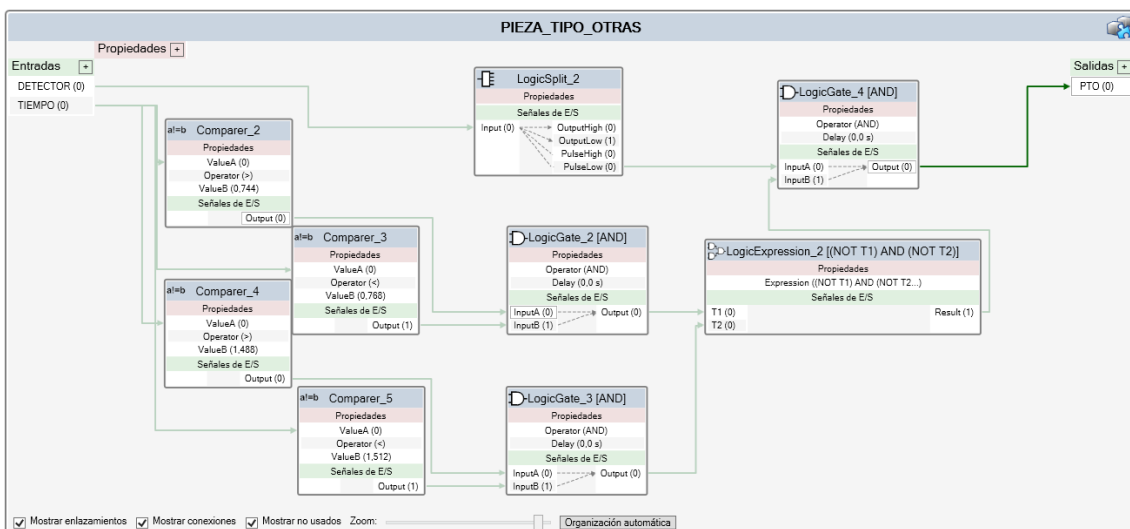 PIEZA_TIPO_OTRAS
Propiedades +
Entradas +
DETECTOR (0)
TIEMPO (0)
Salidas +
PTO (0)
LogicSplit_2
Propiedades
Señales de E/S
Input (0) OutputHigh (0)
OutputLow (1)
PulseHigh (0)
PulseLow (0)
LogicGate_4 [AND]
Propiedades
Operator (AND)
Delay (0,0 s)
Señales de E/S
InputA (0) Output (0)
InputB (1)
a!=b Comparer_2
Propiedades
ValueA (0)
Operator (>)
ValueB (0,744)
Señales de E/S
Output (0)
a!=b Comparer_3
Propiedades
ValueA (0)
Operator (<)
ValueB (0,768)
Señales de E/S
Output (1)
LogicGate_2 [AND]
Propiedades
Operator (AND)
Delay (0,0 s)
Señales de E/S
InputA (0) Output (0)
InputB (1)
LogicExpression_2 [(NOT T1) AND (NOT T2)]
Propiedades
Expression ((NOT T1) AND (NOT T2...)
Señales de E/S
T1 (0) Result (1)
T2 (0)
a!=b Comparer_4
Propiedades
ValueA (0)
Operator (>)
ValueB (1,488)
Señales de E/S
Output (0)
a!=b Comparer_5
Propiedades
ValueA (0)
Operator (<)
ValueB (1,512)
Señales de E/S
Output (1)
LogicGate_3 [AND]
Propiedades
Operator (AND)
Delay (0,0 s)
Señales de E/S
InputA (0) Output (0)
InputB (1)
Mostrar enlazamientos Mostrar conexiones Mostrar no usados Zoom: Organización automática